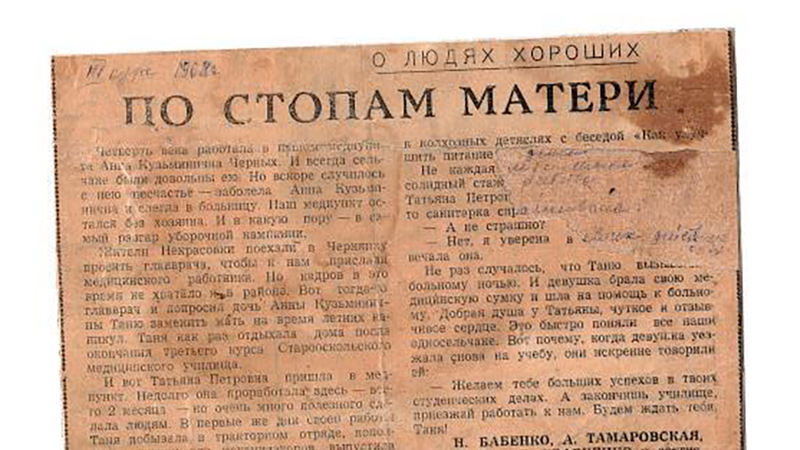 1968г
О ЛЮДЯХ ХОРОШИХ
ПО СТОПАМ МАТЕРИ
Четверть века работала в нашем медпунк-
те Анна Кузьминична Черных. И всегда сель-
чане были довольны ею. Но вскоре случилось
с нею несчастье — заболела Анна Кузьми-
нична и слегла в больницу. Наш медпункт ос-
тался без хозяина. И в какую пору — в са-
мый разгар уборочной кампании.
Жители Некрасовки поехали в Чернянку
просить главврача, чтобы к нам прислали
медицинского работника. Но кадров в это
время не хватало и в районе. Вот тогда-то
главврач и попросил дочь Анны Кузьминич-
ны Таню заменить мать на время летних ка-
никул. Таня как раз отдыхала дома после
окончания третьего курса Старооскольского
медицинского училища.
И вот Татьяна Петровна пришла в мед-
пункт. Недолго она проработала здесь — все-
го 2 месяца — но очень много полезного сде-
лала людям. В первые же дни своей работы
Таня побывала в тракторном отряде,
выпустила
в колхозных детяслях с беседой «Как улуч-
шить питание
Не каждая
солидный стаж
Татьяна Петров
то санитарка спр
— А не страшно?
— Нет, я уверена в
вечала она.
Не раз случалось, что Таню вызывали
больному ночью. И девушка брала свою ме-
дицинскую сумку и шла на помощь к больно-
му. Добрая душа у Татьяны, чуткое и отзыв-
чивое сердце. Это быстро поняли все наши
односельчане. Вот почему, когда девушка уез-
жала снова на учебу, они искренне говорили
ей:
— Желаем тебе больших успехов в твоих
студенческих делах. А закончишь училище,
приезжай работать к нам. Будем ждать тебя,
Таня!
Н. БАБЕНКО, А. ТАМАРОВСКАЯ,